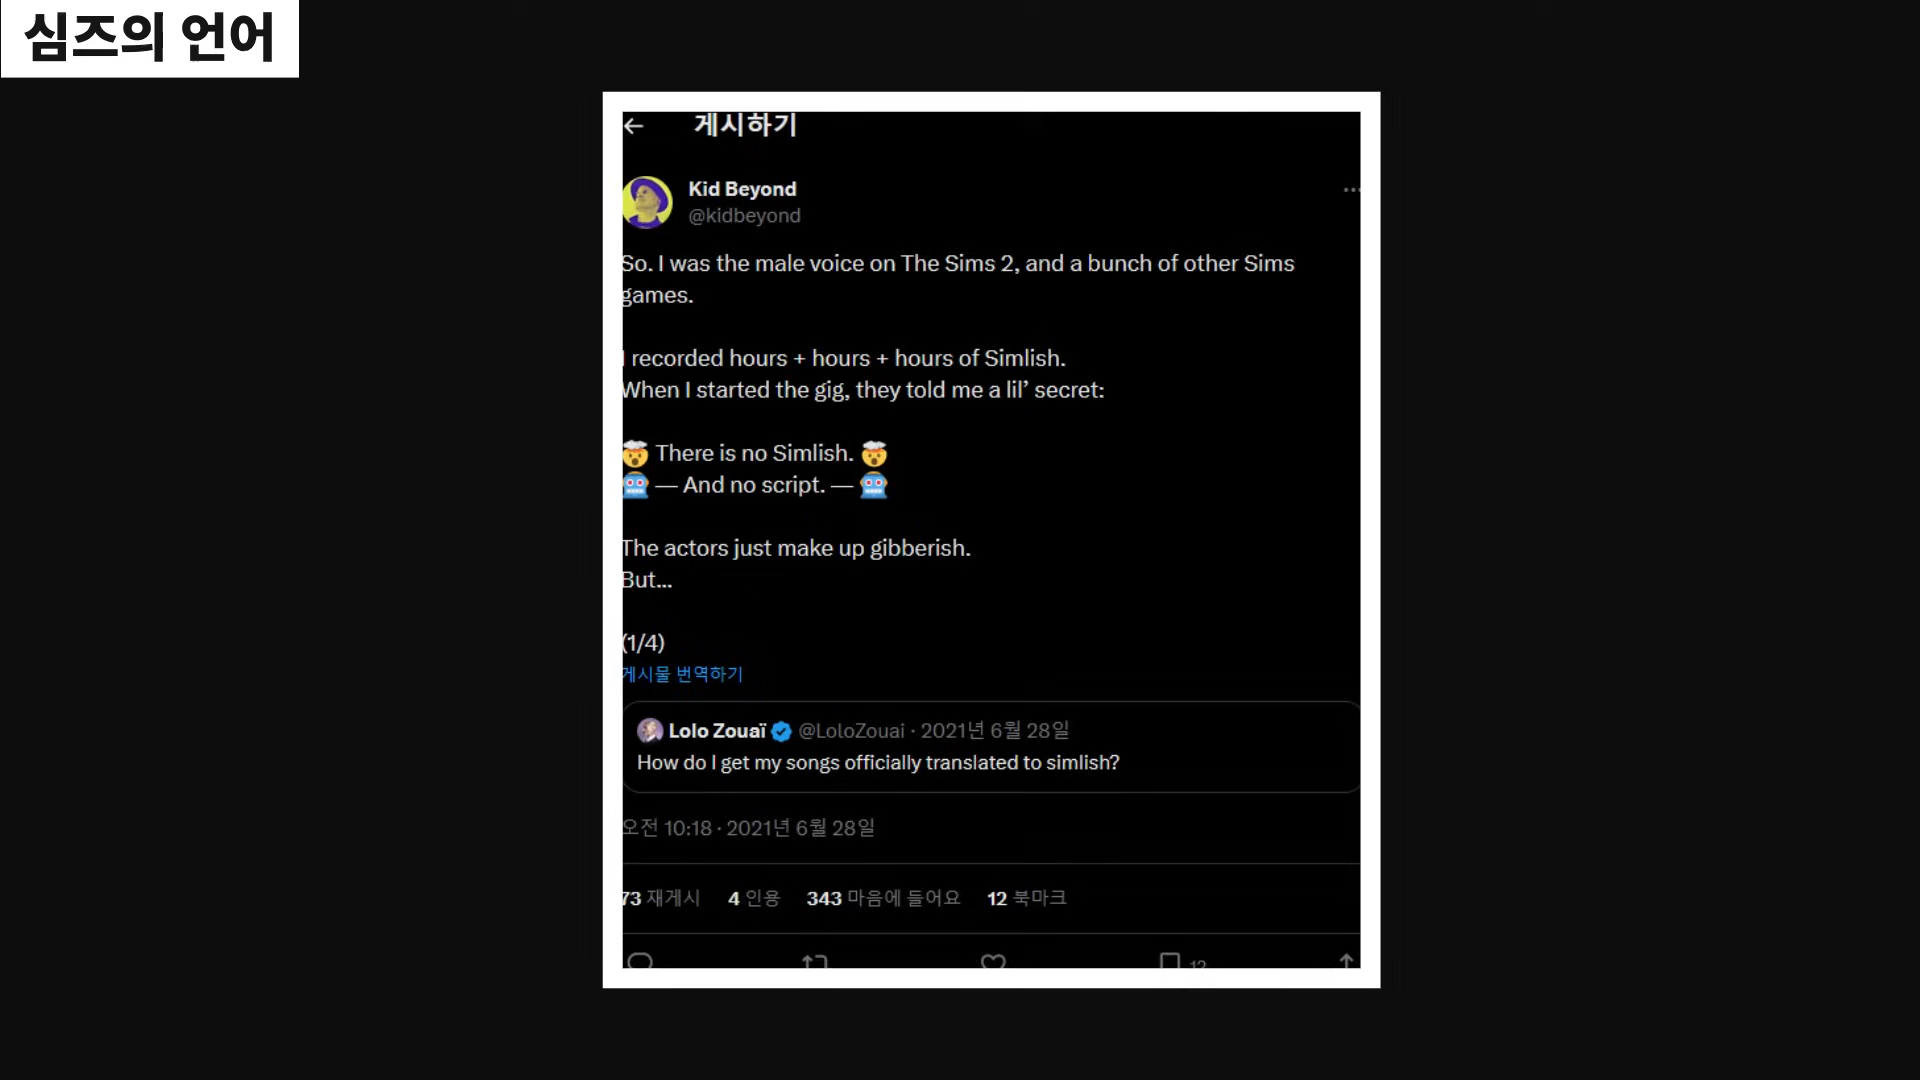 심즈의 언어
게시하기
Kid Beyond
@kidbeyond
So. I was the male voice on The Sims 2, and a bunch of other Sims
games.
I recorded hours + hours + hours of Simlish.
When I started the gig, they told me a lil’ secret:
🤯 There is no Simlish. 🤯
🤖 — And no script. — 🤖
The actors just make up gibberish.
But...
(1/4)
게시물 번역하기
Lolo Zouaï @LoloZouai · 2021년 6월 28일
How do I get my songs officially translated to simlish?
오전 10:18 · 2021년 6월 28일
73 재게시 4 인용 343 마음에 들어요 12 북마크
12